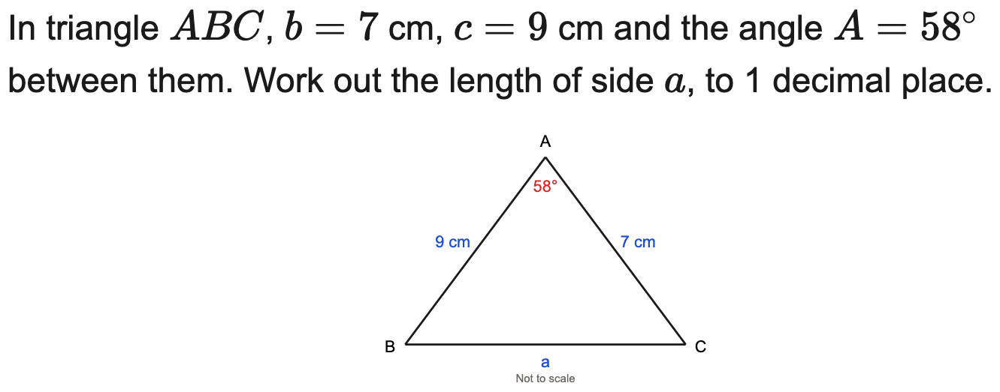 In triangle ABC, b = 7 cm, c = 9 cm and the angle A = 58°
between them. Work out the length of side a, to 1 decimal place.
A
58°
9 cm
7 cm
B
C
a
Not to scale